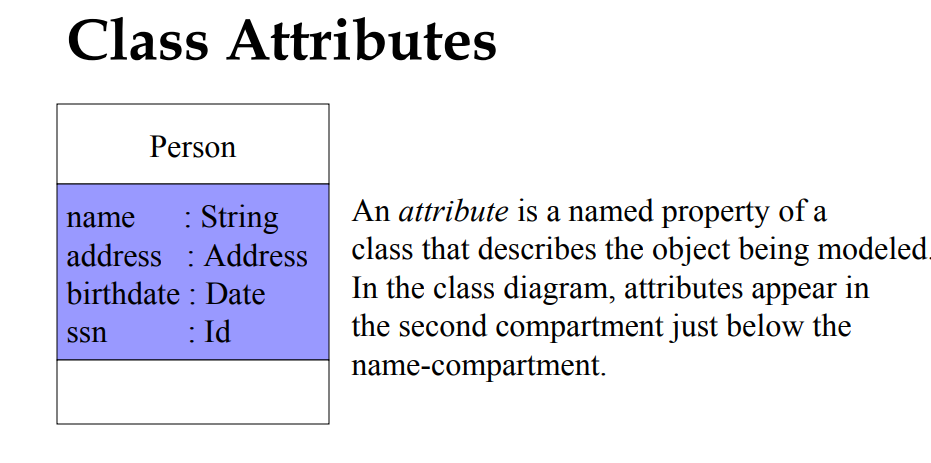 Class Attributes
Person
name : String
address : Address
birthdate : Date
ssn : Id
An attribute is a named property of a
class that describes the object being modeled.
In the class diagram, attributes appear in
the second compartment just below the
name-compartment.